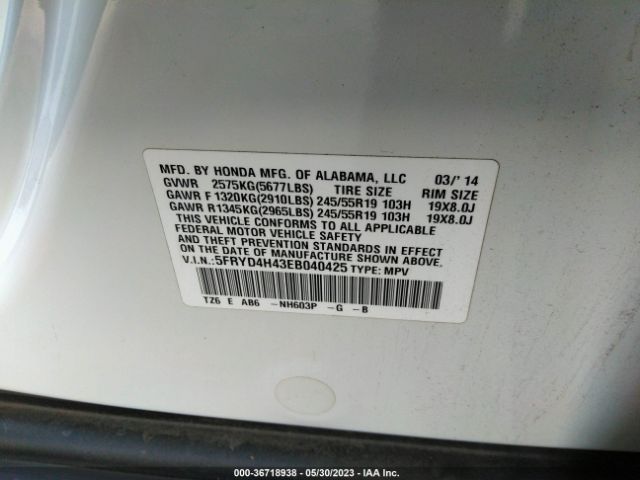 MFD. BY HONDA MFG. OF ALABAMA, LLC 03/' 14
GVWR 2575KG(5677LBS) TIRE SIZE RIM SIZE
GAWR F 1320KG(2910LBS) 245/55R19 103H 19X8.0J
GAWR R1345KG(2965LBS) 245/55R19 103H 19X8.0J
THIS VEHICLE CONFORMS TO ALL APPLICABLE
FEDERAL MOTOR VEHICLE SAFETY, BUMPER,
AND THEFT PREVENTION STANDARDS IN EFFECT
ON THE DATE OF MANUFACTURE SHOWN ABOVE.
V.I.N.:5FRYD4H43EB040425 TYPE: MPV
TZ6 E AB6 -NH603P -G -B
000-36718938 - 05/30/2023 - IAA Inc.